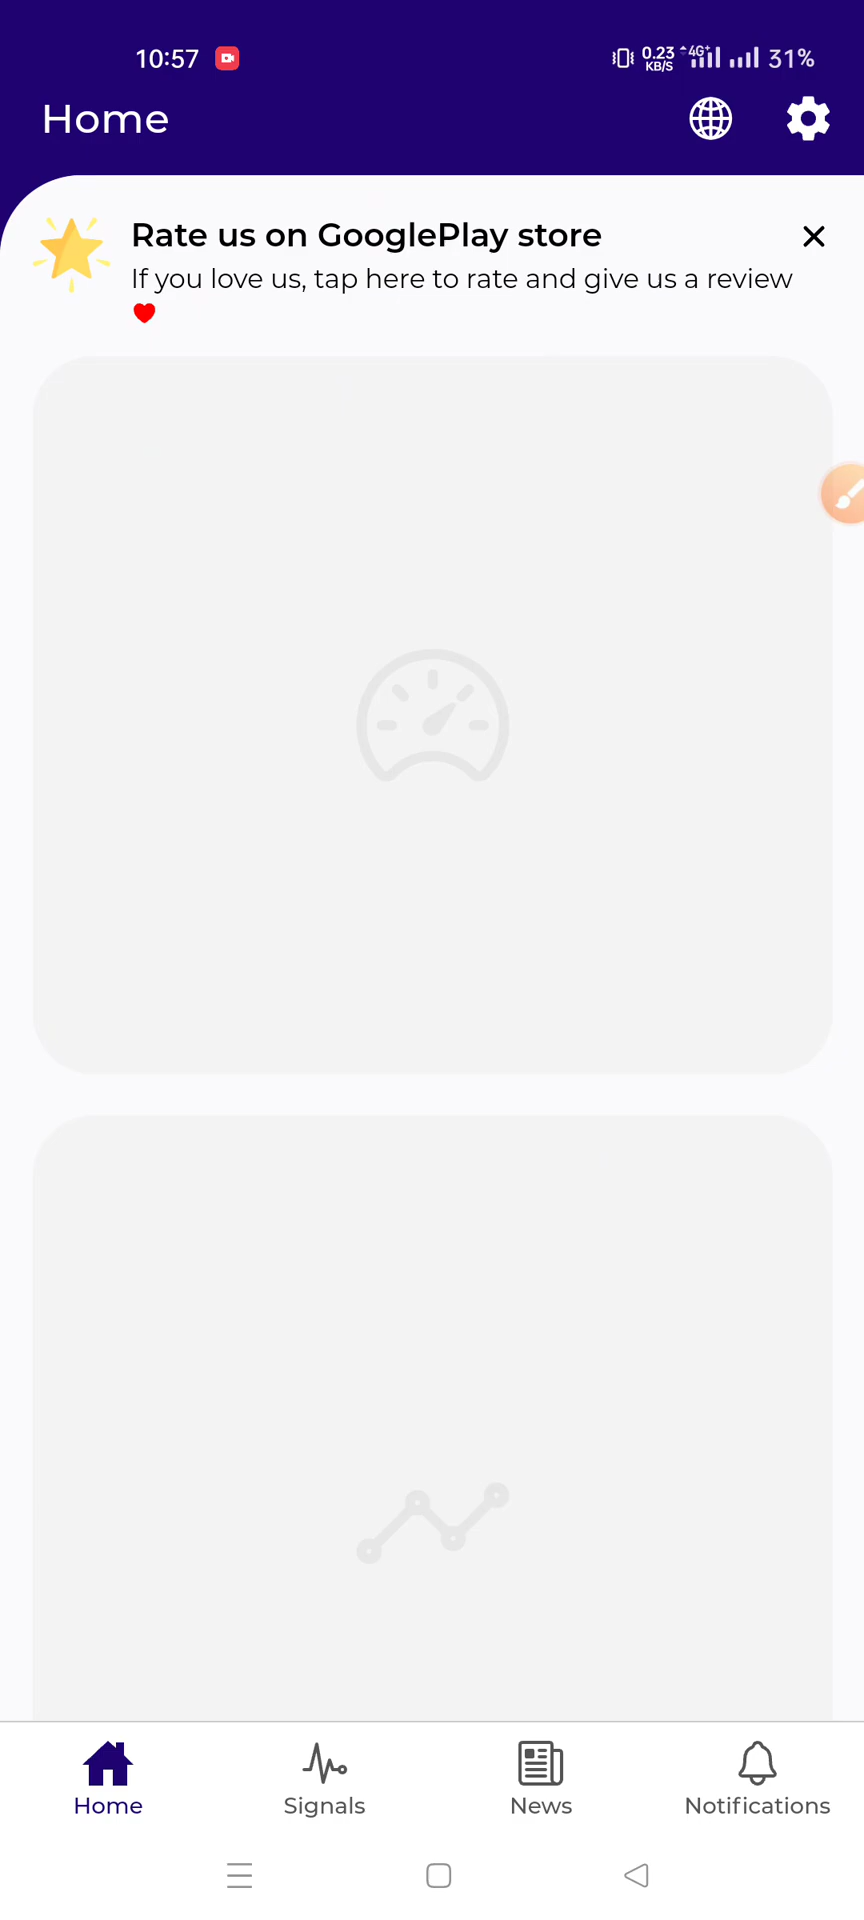 10:57
0.23 KB/S 4G+ 31%
Home
Rate us on GooglePlay store
If you love us, tap here to rate and give us a review
❤
Home
Signals
News
Notifications